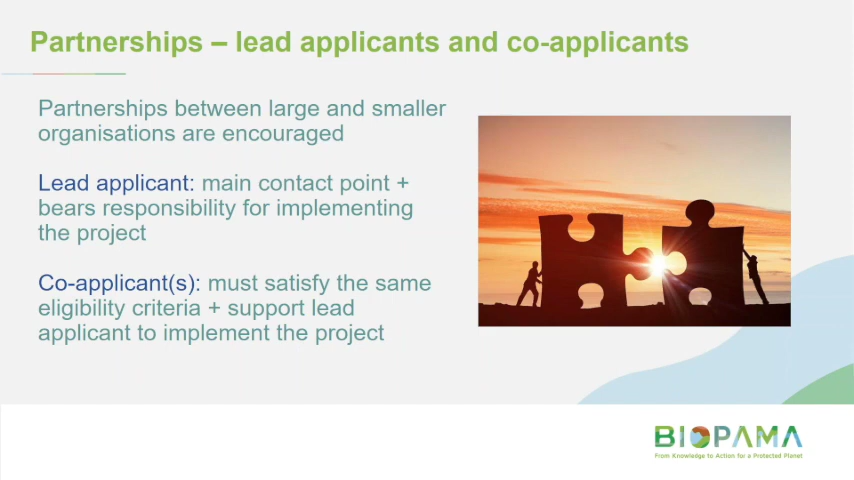 Partnerships – lead applicants and co-applicants
Partnerships between large and smaller
organisations are encouraged
Lead applicant: main contact point +
bears responsibility for implementing
the project
Co-applicant(s): must satisfy the same
eligibility criteria + support lead
applicant to implement the project
BIOPAMA
From Knowledge to Action for a Protected Planet